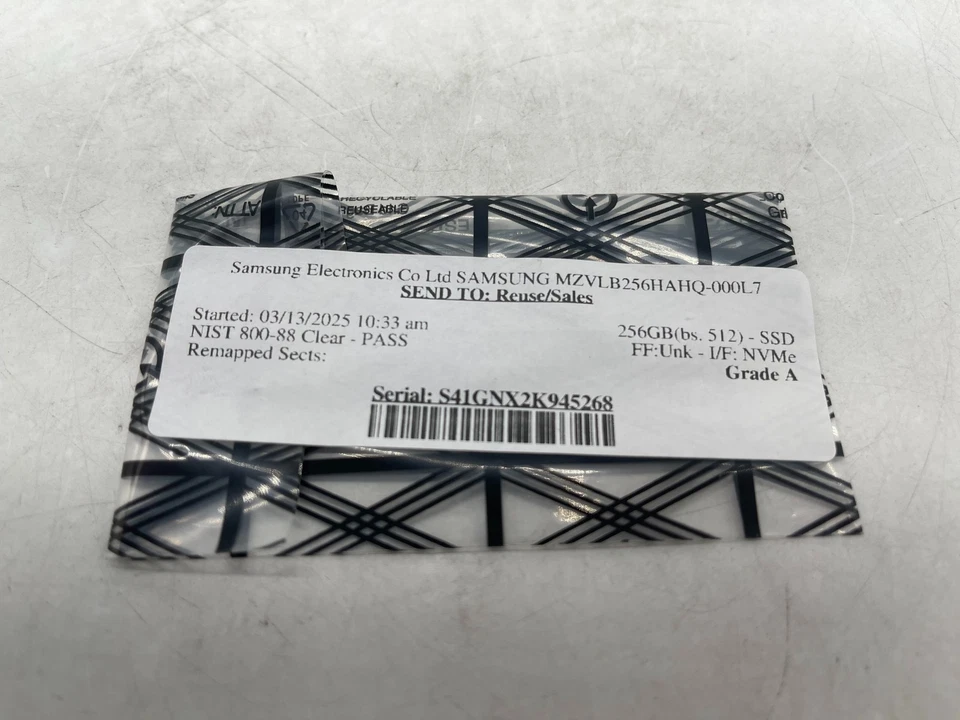 RECYCLABLE
REUSEABLE
ATTN
Samsung Electronics Co Ltd SAMSUNG MZVLB256HAHQ-000L7
SEND TO: Reuse/Sales
Started: 03/13/2025 10:33 am
NIST 800-88 Clear - PASS
Remapped Sects:
256GB(bs. 512) - SSD
FF:Unk - I/F: NVMe
Grade A
Serial: S41GNX2K945268